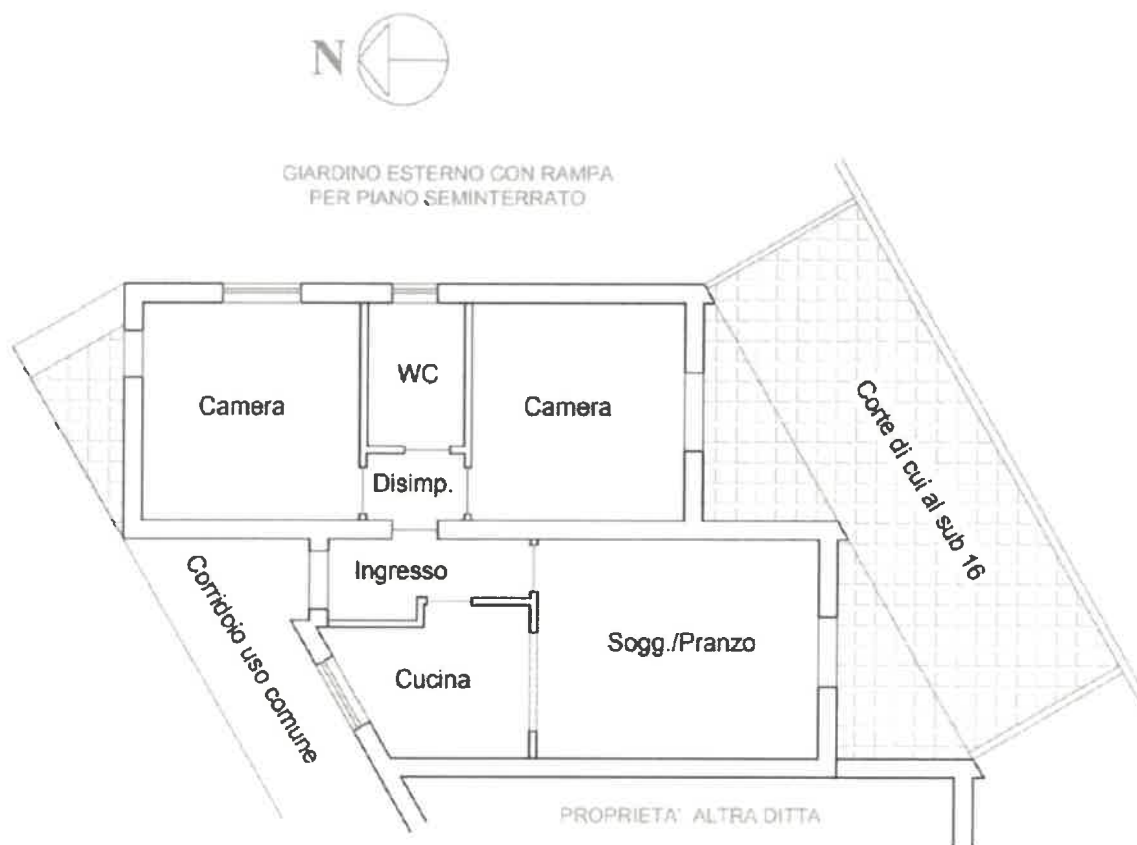 N
GIARDINO ESTERNO CON RAMPA
PER PIANO SEMINTERRATO
Camera
WC
Camera
Disimp.
Ingresso
Cucina
Sogg./Pranzo
Corridoio uso comune
Corte di cui al sub 16
PROPRIETA' ALTRA DITTA